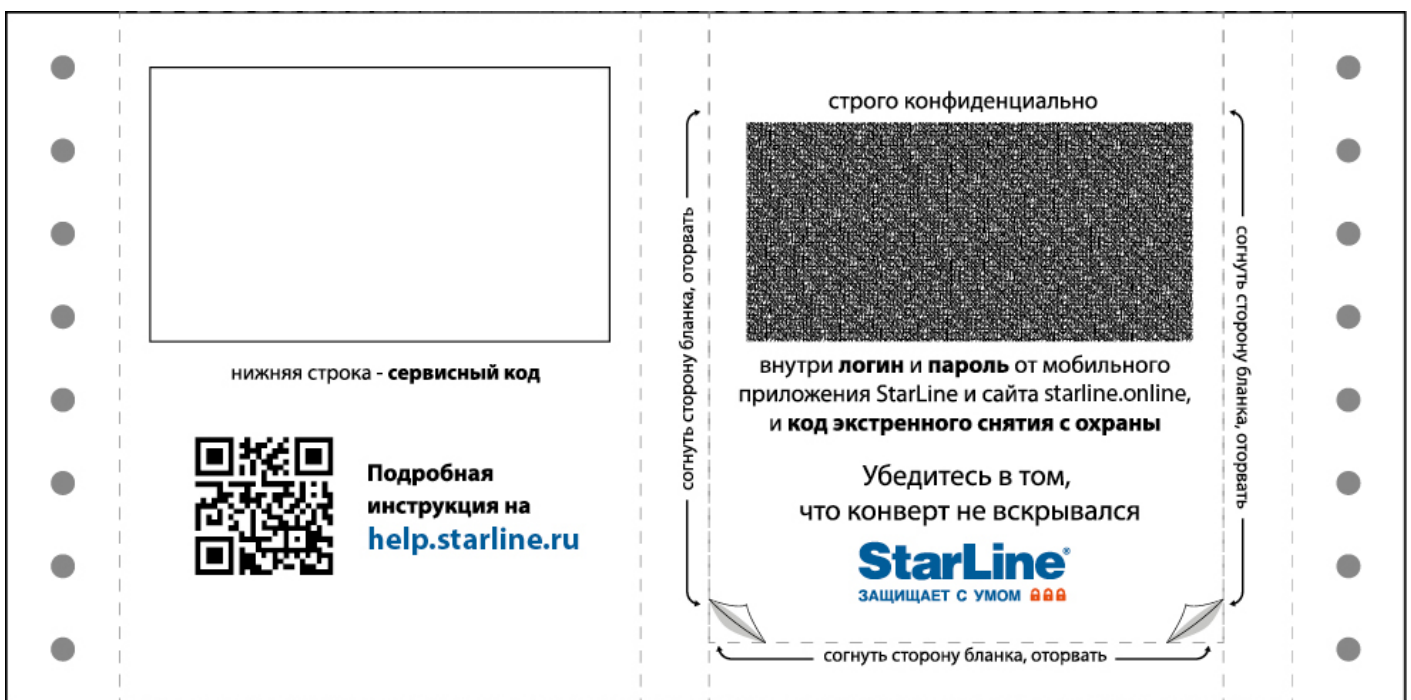 нижняя строка - сервисный код
Подробная
инструкция на
help.starline.ru
строго конфиденциально
внутри логин и пароль от мобильного
приложения StarLine и сайта starline.online,
и код экстренного снятия с охраны
Убедитесь в том,
что конверт не вскрывался
StarLine®
ЗАЩИЩАЕТ С УМОМ
согнуть сторону бланка, оторвать
согнуть сторону бланка, оторвать
согнуть сторону бланка, оторвать